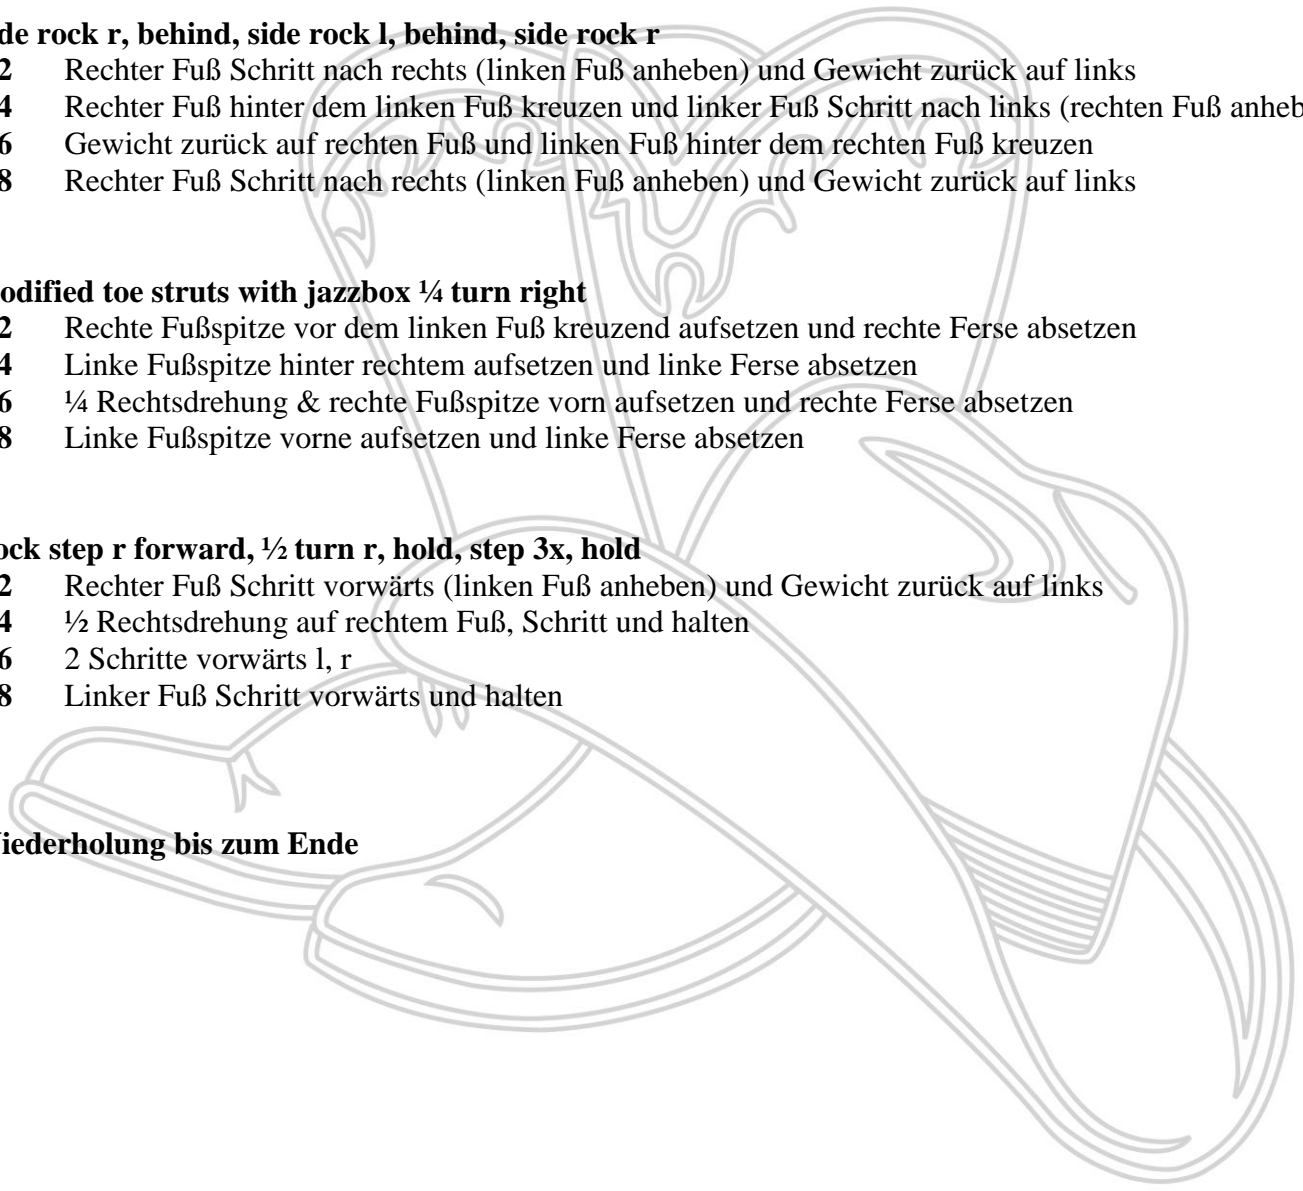 de rock r, behind, side rock l, behind, side rock r
2 Rechter Fuß Schritt nach rechts (linken Fuß anheben) und Gewicht zurück auf links
4 Rechter Fuß hinter dem linken Fuß kreuzen und linker Fuß Schritt nach links (rechten Fuß anheb
6 Gewicht zurück auf rechten Fuß und linken Fuß hinter dem rechten Fuß kreuzen
8 Rechter Fuß Schritt nach rechts (linken Fuß anheben) und Gewicht zurück auf links
odified toe struts with jazzbox ¼ turn right
2 Rechte Fußspitze vor dem linken Fuß kreuzend aufsetzen und rechte Ferse absetzen
4 Linke Fußspitze hinter rechtem aufsetzen und linke Ferse absetzen
6 ¼ Rechtsdrehung & rechte Fußspitze vorn aufsetzen und rechte Ferse absetzen
8 Linke Fußspitze vorne aufsetzen und linke Ferse absetzen
ock step r forward, ½ turn r, hold, step 3x, hold
2 Rechter Fuß Schritt vorwärts (linken Fuß anheben) und Gewicht zurück auf links
4 ½ Rechtsdrehung auf rechtem Fuß, Schritt und halten
6 2 Schritte vorwärts l, r
8 Linker Fuß Schritt vorwärts und halten
iederholung bis zum Ende